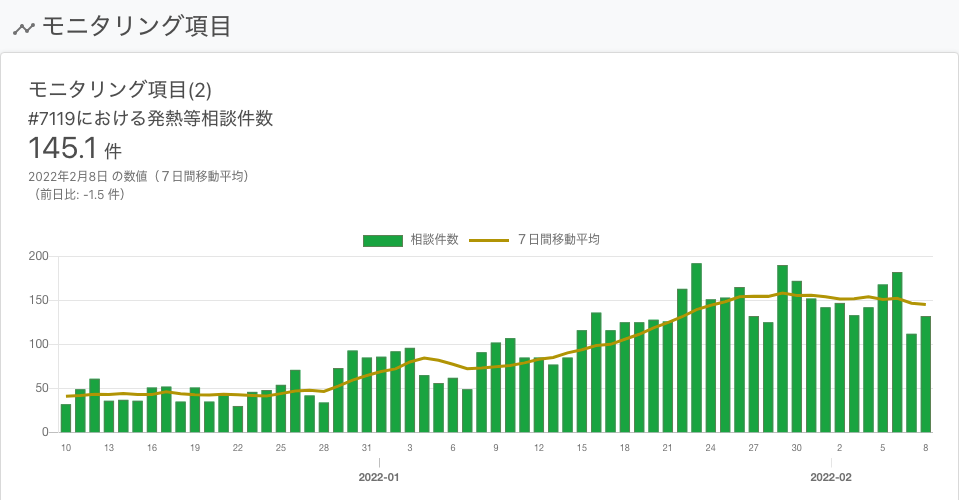 モニタリング項目
モニタリング項目(2)
#7119における発熱等相談件数
145.1 件
2022年2月8日 の数値（７日間移動平均）
（前日比: -1.5 件）
相談件数 ７日間移動平均
200
150
100
50
0
10 13 16 19 22 25 28 31 3 6 9 12 15 18 21 24 27 30 2 5 8
2022-01 2022-02